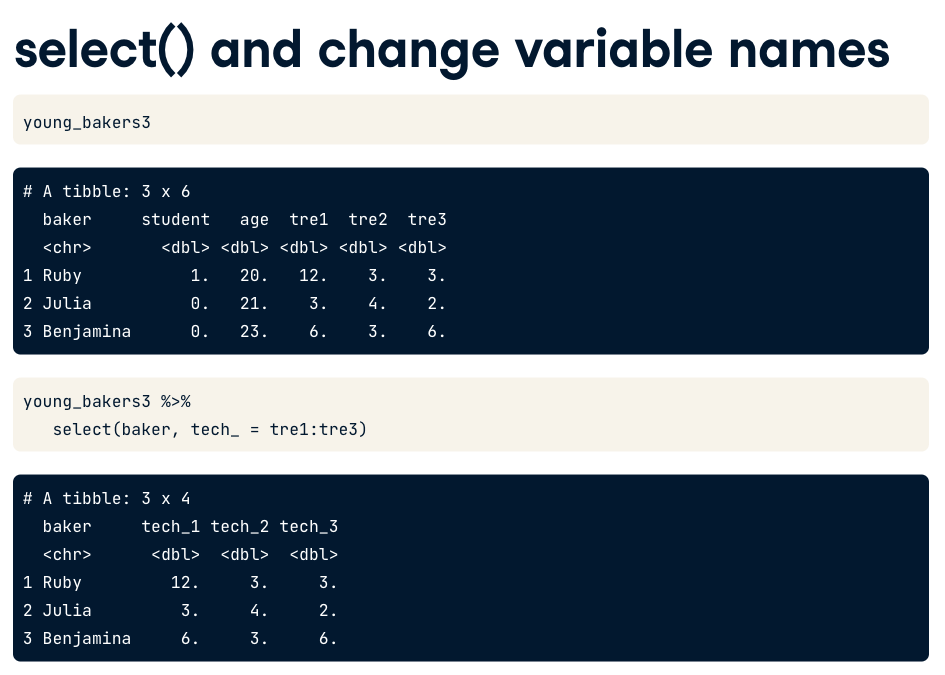 select() and change variable names
young_bakers3
# A tibble: 3 x 6
  baker     student   age  tre1  tre2  tre3
  <chr>       <dbl> <dbl> <dbl> <dbl> <dbl>
1 Ruby           1.   20.   12.    3.    3.
2 Julia          0.   21.    3.    4.    2.
3 Benjamina      0.   23.    6.    3.    6.
young_bakers3 %>%
   select(baker, tech_ = tre1:tre3)
# A tibble: 3 x 4
  baker     tech_1 tech_2 tech_3
  <chr>      <dbl>  <dbl>  <dbl>
1 Ruby         12.     3.     3.
2 Julia         3.     4.     2.
3 Benjamina     6.     3.     6.